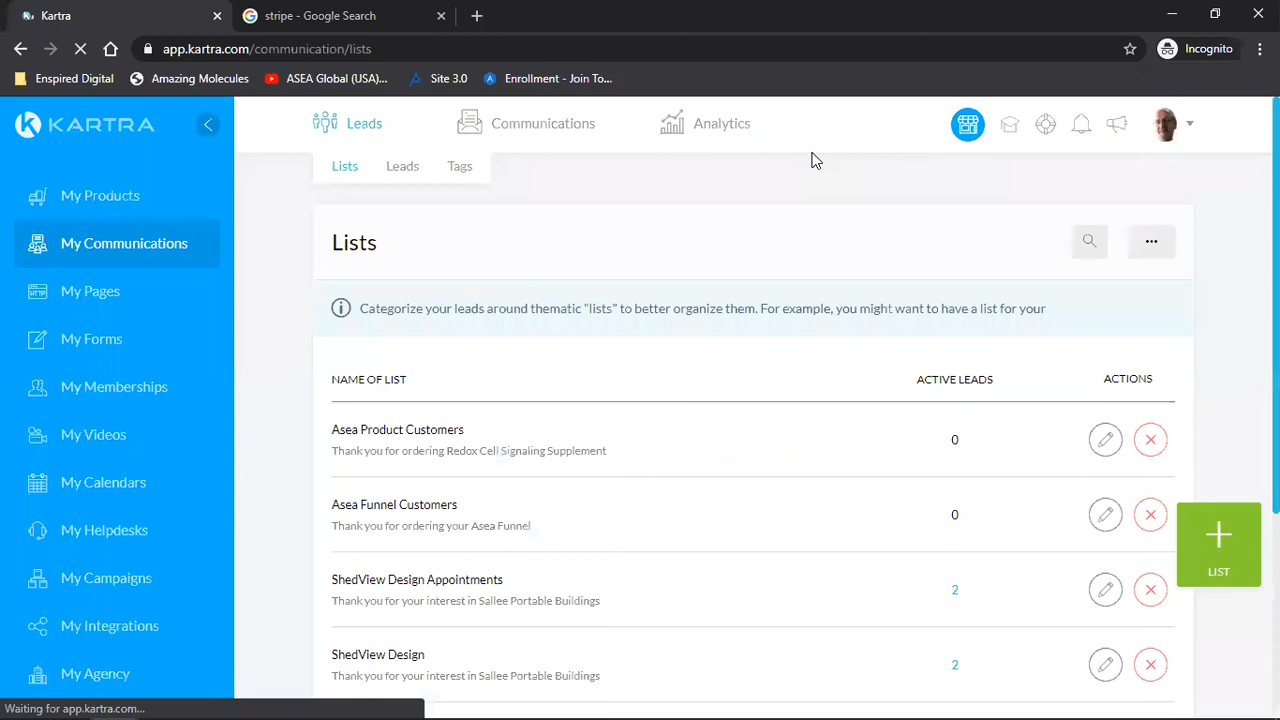 Kartra
stripe - Google Search
app.kartra.com/communication/lists
Incognito
Enspired Digital
Amazing Molecules
ASEA Global (USA)...
Site 3.0
Enrollment - Join To...
KARTRA
Leads
Communications
Analytics
Lists
Leads
Tags
My Products
My Communications
My Pages
My Forms
My Memberships
My Videos
My Calendars
My Helpdesks
My Campaigns
My Integrations
My Agency
Lists
Categorize your leads around thematic "lists" to better organize them. For example, you might want to have a list for your
NAME OF LIST
ACTIVE LEADS
ACTIONS
Asea Product Customers
Thank you for ordering Redox Cell Signaling Supplement
0
Asea Funnel Customers
Thank you for ordering your Asea Funnel
0
ShedView Design Appointments
Thank you for your interest in Sallee Portable Buildings
2
ShedView Design
Thank you for your interest in Sallee Portable Buildings
2
LIST
Waiting for app.kartra.com...